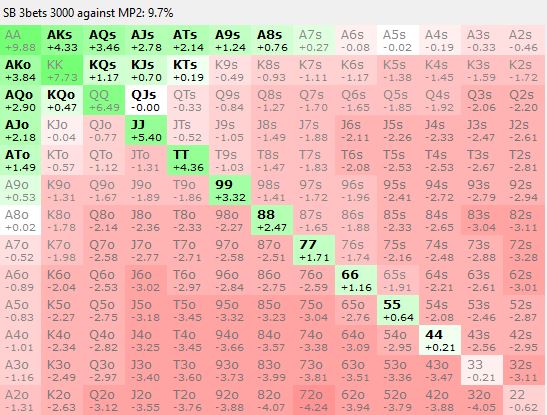 SB 3bets 3000 against MP2: 9.7%
AA AKs AQs AJs ATs A9s A8s A7s A6s A5s A4s A3s A2s
+9.88 +4.33 +3.46 +2.78 +2.14 +1.24 +0.76 +0.27 -0.08 -0.02 -0.19 -0.33 -0.46
AKo KK KQs KJs KTs K9s K8s K7s K6s K5s K4s K3s K2s
+3.84 +7.73 +1.17 +0.70 +0.19 -0.49 -0.93 -1.11 -1.17 -1.38 -1.45 -1.59 -1.72
AQo KQo QQ QJs QTs Q9s Q8s Q7s Q6s Q5s Q4s Q3s Q2s
+2.90 +0.47 +6.49 -0.00 -0.33 -0.84 -1.27 -1.70 -1.65 -1.85 -1.92 -2.06 -2.20
AJo KJo QJo JJ JTs J9s J8s J7s J6s J5s J4s J3s J2s
+2.18 -0.04 -0.77 +5.40 -0.52 -1.05 -1.49 -1.88 -2.11 -2.26 -2.33 -2.47 -2.61
ATo KTo QTo JTo TT T9s T8s T7s T6s T5s T4s T3s T2s
+1.49 -0.57 -1.12 -1.31 +4.36 -1.03 -1.47 -1.83 -2.08 -2.53 -2.53 -2.67 -2.81
A9o K9o Q9o J9o T9o 99 98s 97s 96s 95s 94s 93s 92s
+0.53 -1.31 -1.67 -1.89 -1.86 +3.32 -1.41 -1.72 -1.96 -2.41 -2.72 -2.79 -2.94
A8o K8o Q8o J8o T8o 98o 88 87s 86s 85s 84s 83s 82s
+0.02 -1.78 -2.14 -2.36 -2.33 -2.27 +2.47 -1.65 -1.88 -2.33 -2.65 -3.04 -3.11
A7o K7o Q7o J7o T7o 97o 87o 77 76s 75s 74s 73s 72s
-0.52 -1.98 -2.58 -2.77 -2.71 -2.58 -2.51 +1.71 -1.74 -2.16 -2.48 -2.88 -3.28
A6o K6o Q6o J6o T6o 96o 86o 76o 66 65s 64s 63s 62s
-0.89 -2.04 -2.53 -3.02 -2.97 -2.84 -2.75 -2.59 +1.16 -1.91 -2.21 -2.61 -3.01
A5o K5o Q5o J5o T5o 95o 85o 75o 65o 55 54s 53s 52s
-0.83 -2.27 -2.75 -3.18 -3.45 -3.32 -3.23 -3.04 -2.76 +0.64 -2.08 -2.46 -2.87
A4o K4o Q4o J4o T4o 94o 84o 74o 64o 54o 44 43s 42s
-1.01 -2.34 -2.82 -3.25 -3.45 -3.66 -3.57 -3.38 -3.09 -2.95 +0.21 -2.56 -2.95
A3o K3o Q3o J3o T3o 93o 83o 73o 63o 53o 43o 33 32s
-1.16 -2.49 -2.97 -3.40 -3.60 -3.73 -3.99 -3.81 -3.51 -3.36 -3.47 -0.21 -3.11
A2o K2o Q2o J2o T2o 92o 82o 72o 62o 52o 42o 32o 22
-1.31 -2.63 -3.12 -3.55 -3.76 -3.88 -4.07 -4.24 -3.94 -3.79 -3.88 -4.05 -0.62